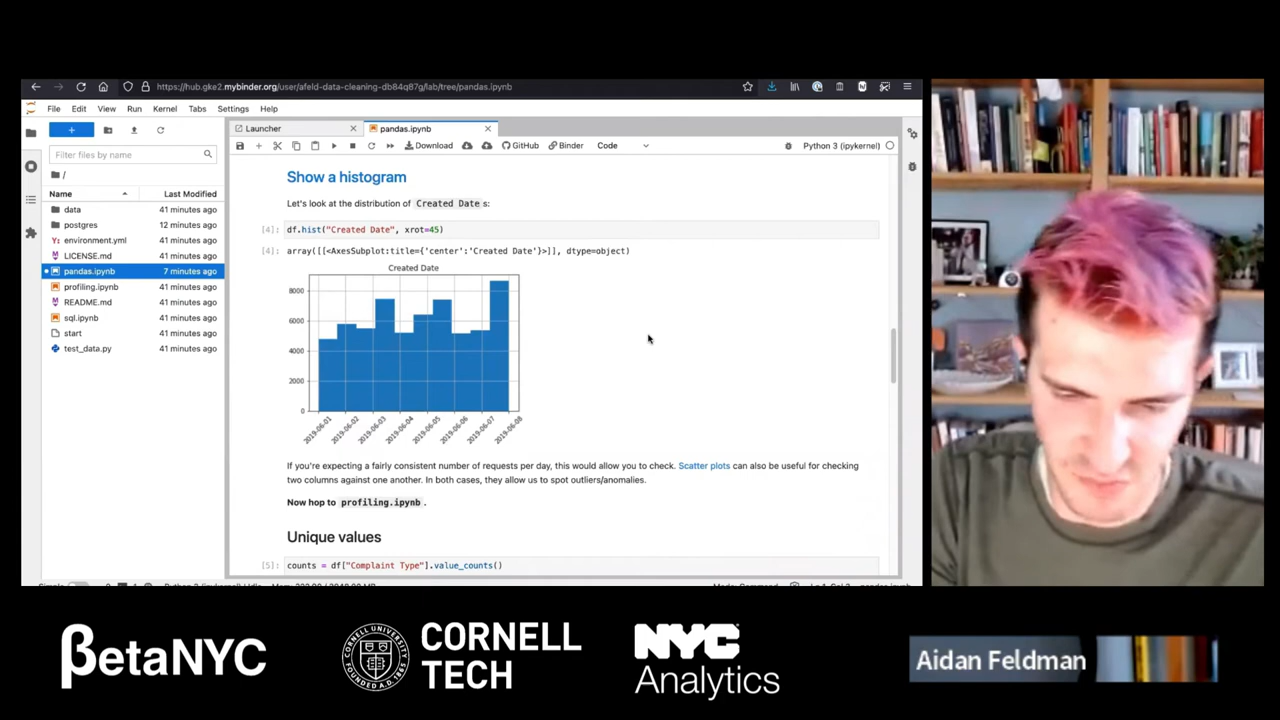 https://hub.gke2.mybinder.org/user/afeld-data-cleaning-db84q87g/lab/tree/pandas.ipynb
File Edit View Run Kernel Tabs Settings Help
Launcher
pandas.ipynb
Filter files by name
Download GitHub Binder Code Python 3 (ipykernel)
/
Name Last Modified
data 41 minutes ago
postgres 12 minutes ago
environment.yml 41 minutes ago
LICENSE.md 41 minutes ago
pandas.ipynb 7 minutes ago
profiling.ipynb 41 minutes ago
README.md 41 minutes ago
sql.ipynb 41 minutes ago
start 41 minutes ago
test_data.py 41 minutes ago
Show a histogram
Let's look at the distribution of Created Date s:
[4]: df.hist("Created Date", xrot=45)
[4]: array([[<AxesSubplot:title={'center':'Created Date'}>]], dtype=object)
Created Date
8000
6000
4000
2000
0
2019-06-01 2019-06-02 2019-06-03 2019-06-04 2019-06-05 2019-06-06 2019-06-07 2019-06-08
If you're expecting a fairly consistent number of requests per day, this would allow you to check. Scatter plots can also be useful for checking
two columns against one another. In both cases, they allow us to spot outliers/anomalies.
Now hop to profiling.ipynb .
Unique values
[5]: counts = df["Complaint Type"].value_counts()
βetaNYC
CORNELL UNIVERSITY
FOUNDED A.D. 1865
CORNELL
TECH
NYC
Analytics
Aidan Feldman